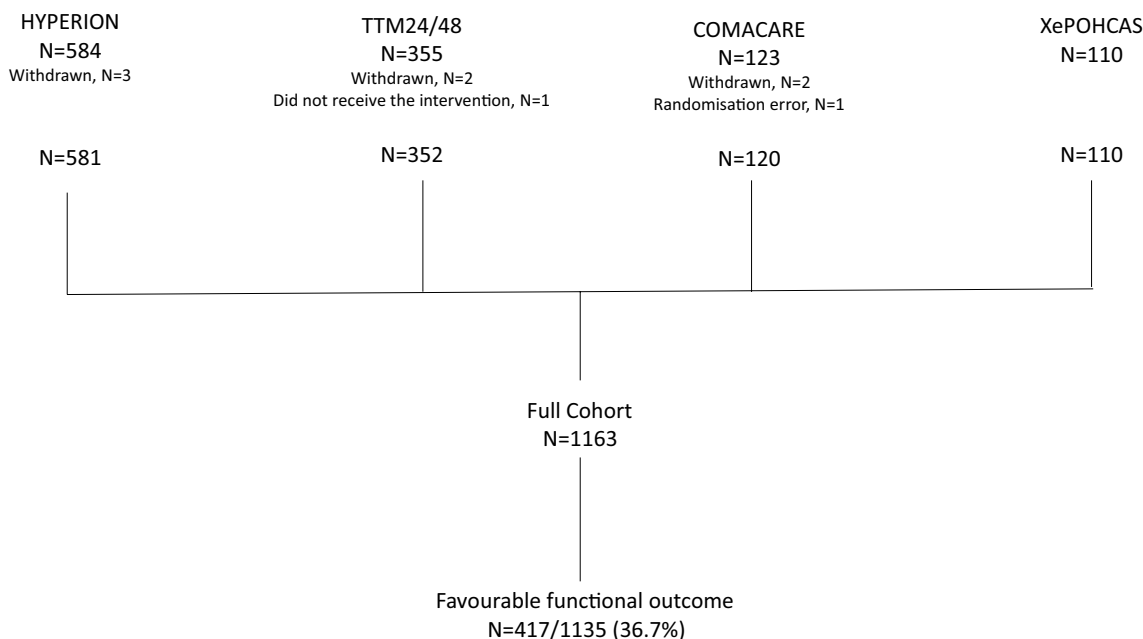 HYPERION
N=584
Withdrawn, N=3
N=581
TTM24/48
N=355
Withdrawn, N=2
Did not receive the intervention, N=1
N=352
COMACARE
N=123
Withdrawn, N=2
Randomisation error, N=1
N=120
XePOHCAS
N=110
N=110
Full Cohort
N=1163
Favourable functional outcome
N=417/1135 (36.7%)